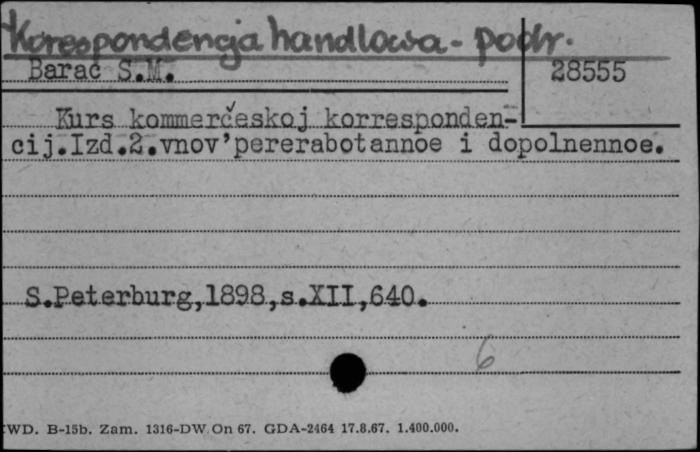 Korespondencja handlowa - podr.
Barac S.M.
28555
Kurs kommerčeskoj korresponden-
cij.Izd.2.vnov'pererabotannoe i dopolnennoe.
S.Peterburg,1898,s.XII,640.
6
WD. B-15b. Zam. 1316-DW On 67. GDA-2464 17.8.67. 1.400.000.